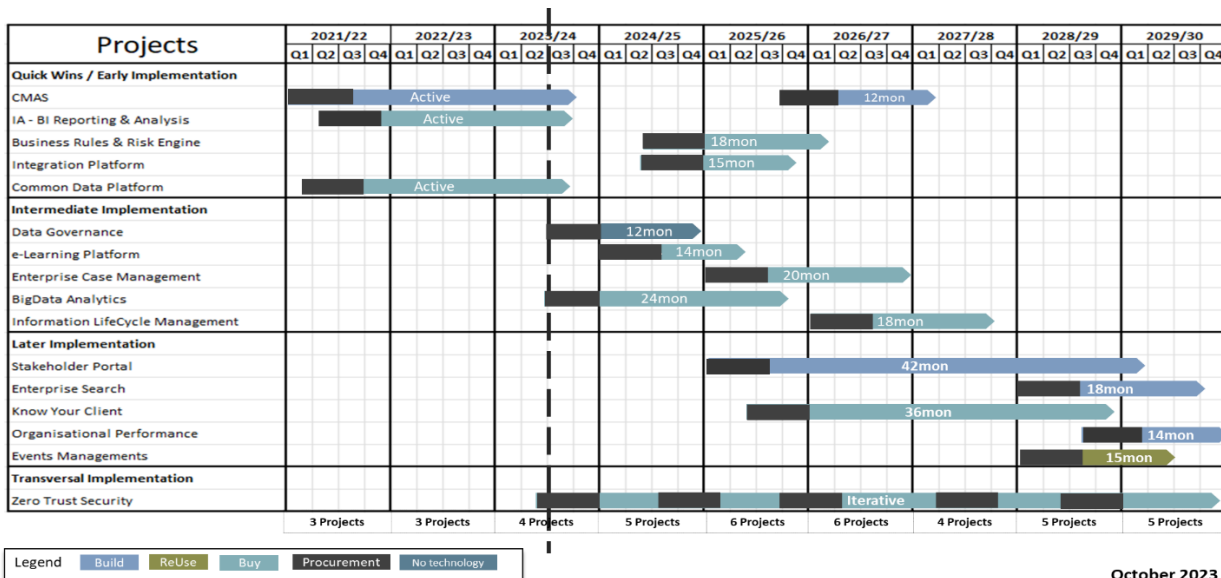 Projects 2021/22 2022/23 2023/24 2024/25 2025/26 2026/27 2027/28 2028/29 2029/30
Q1 Q2 Q3 Q4 Q1 Q2 Q3 Q4 Q1 Q2 Q3 Q4 Q1 Q2 Q3 Q4 Q1 Q2 Q3 Q4 Q1 Q2 Q3 Q4 Q1 Q2 Q3 Q4 Q1 Q2 Q3 Q4 Q1 Q2 Q3 Q4
Quick Wins / Early Implementation
CMAS Active 12mon
IA - BI Reporting & Analysis Active
Business Rules & Risk Engine 18mon
Integration Platform 15mon
Common Data Platform Active
Intermediate Implementation
Data Governance 12mon
e-Learning Platform 14mon
Enterprise Case Management 20mon
BigData Analytics 24mon
Information LifeCycle Management 18mon
Later Implementation
Stakeholder Portal 42mon
Enterprise Search 18mon
Know Your Client 36mon
Organisational Performance 14mon
Events Managements 15mon
Transversal Implementation
Zero Trust Security Iterative
3 Projects 3 Projects 4 Projects 5 Projects 6 Projects 6 Projects 4 Projects 5 Projects 5 Projects
Legend Build ReUse Buy Procurement No technology
October 2023